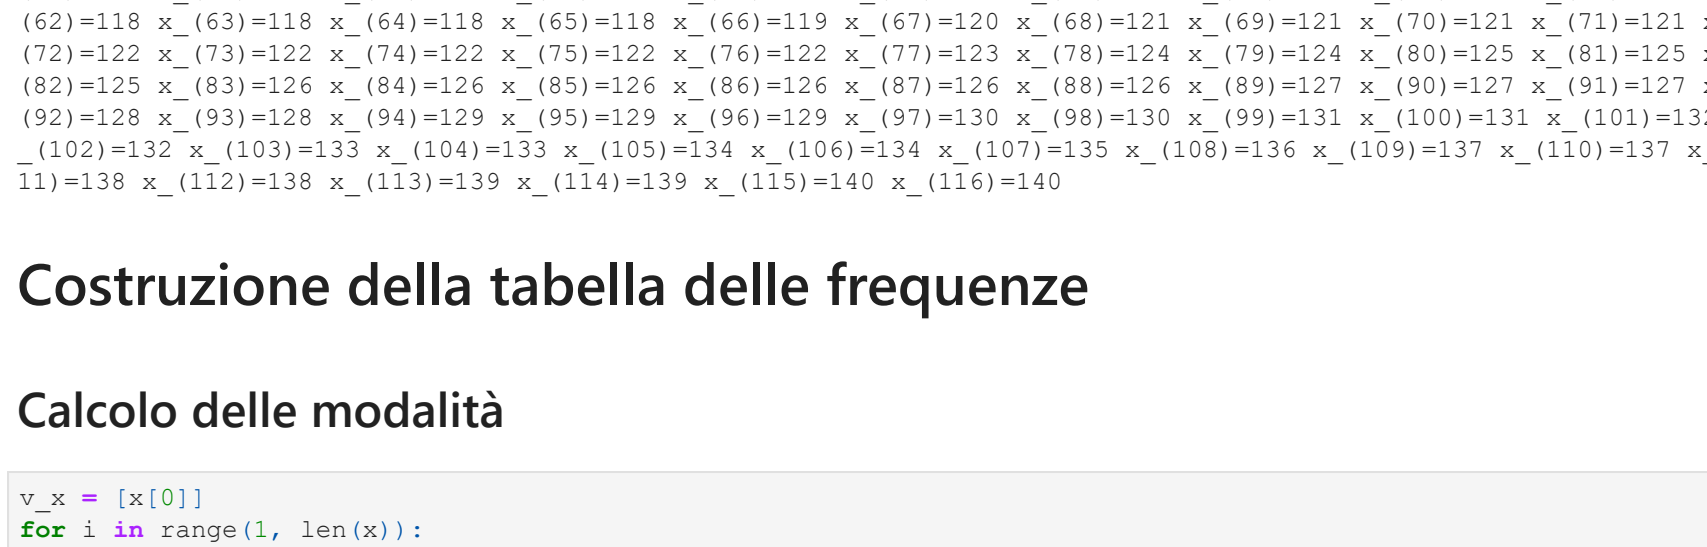 (62)=118 x_(63)=118 x_(64)=118 x_(65)=118 x_(66)=119 x_(67)=120 x_(68)=121 x_(69)=121 x_(70)=121 x_(71)=121
(72)=122 x_(73)=122 x_(74)=122 x_(75)=122 x_(76)=122 x_(77)=123 x_(78)=124 x_(79)=124 x_(80)=125 x_(81)=125
(82)=125 x_(83)=126 x_(84)=126 x_(85)=126 x_(86)=126 x_(87)=126 x_(88)=126 x_(89)=127 x_(90)=127 x_(91)=127
(92)=128 x_(93)=128 x_(94)=129 x_(95)=129 x_(96)=129 x_(97)=130 x_(98)=130 x_(99)=131 x_(100)=131 x_(101)=132
_(102)=132 x_(103)=133 x_(104)=133 x_(105)=134 x_(106)=134 x_(107)=135 x_(108)=136 x_(109)=137 x_(110)=137 x_
11)=138 x_(112)=138 x_(113)=139 x_(114)=139 x_(115)=140 x_(116)=140
Costruzione della tabella delle frequenze
Calcolo delle modalità
v_x = [x[0]]
for i in range(1, len(x)):